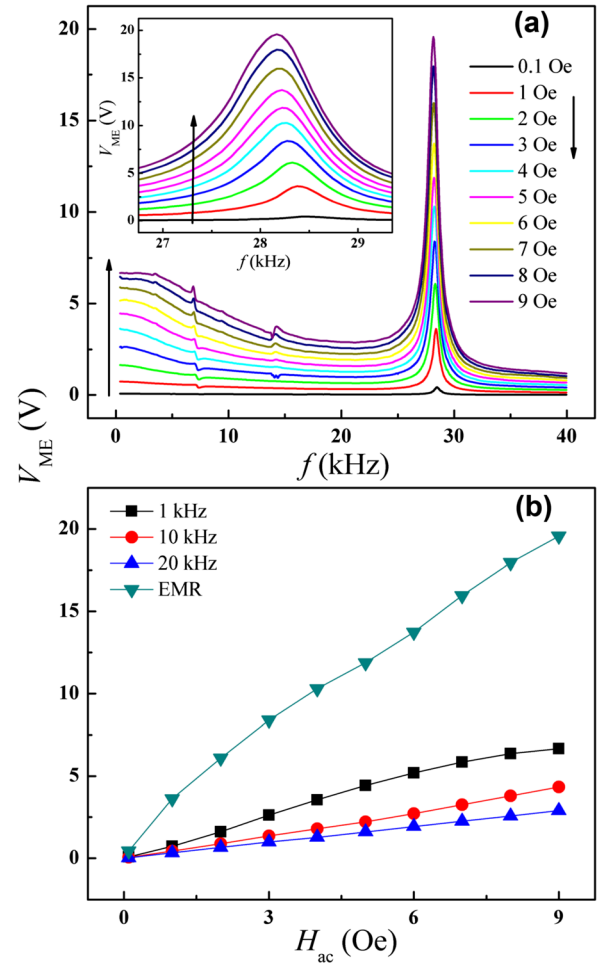 (a)
20
15
10
5
0
0 10 20 30 40
f (kHz)
V_ME (V)
20
15
10
5
0
27 28 29
V_ME (V)
f (kHz)
0.1 Oe
1 Oe
2 Oe
3 Oe
4 Oe
5 Oe
6 Oe
7 Oe
8 Oe
9 Oe
(b)
1 kHz
10 kHz
20 kHz
EMR
20
15
10
5
0
0 3 6 9
H_ac (Oe)